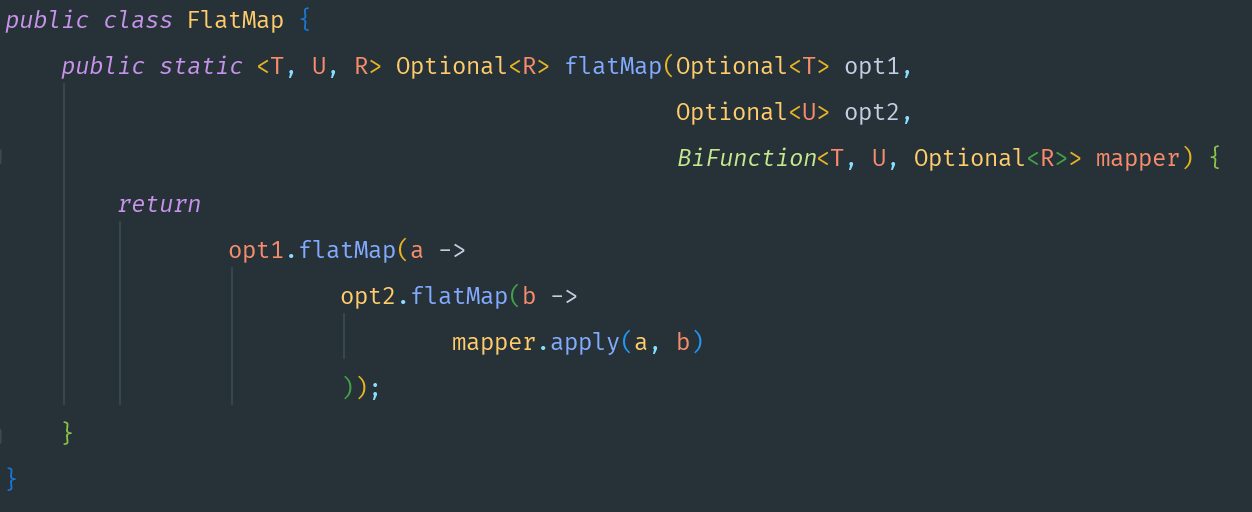 public class FlatMap {
    public static <T, U, R> Optional<R> flatMap(Optional<T> opt1,
                                                Optional<U> opt2,
                                                BiFunction<T, U, Optional<R>> mapper) {
        return
                opt1.flatMap(a ->
                        opt2.flatMap(b ->
                                mapper.apply(a, b)
                        ));
    }
}